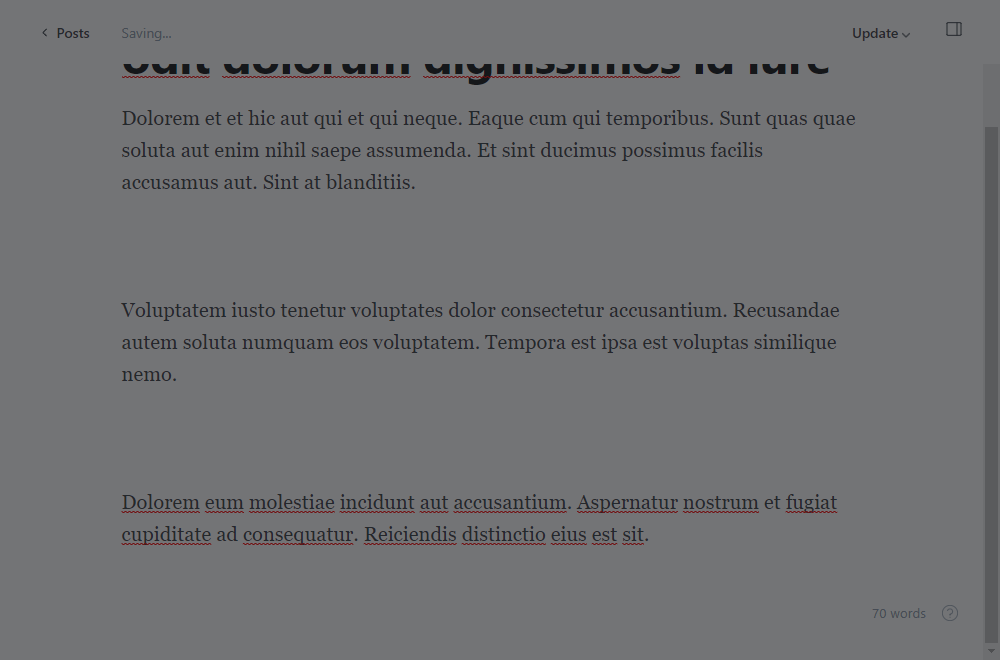 Posts
Saving...
Update
odit dolorum dignissimos id iure
Dolorem et et hic aut qui et qui neque. Eaque cum qui temporibus. Sunt quas quae
soluta aut enim nihil saepe assumenda. Et sint ducimus possimus facilis
accusamus aut. Sint at blanditiis.
Voluptatem iusto tenetur voluptates dolor consectetur accusantium. Recusandae
autem soluta numquam eos voluptatem. Tempora est ipsa est voluptas similique
nemo.
Dolorem eum molestiae incidunt aut accusantium. Aspernatur nostrum et fugiat
cupiditate ad consequatur. Reiciendis distinctio eius est sit.
70 words
?